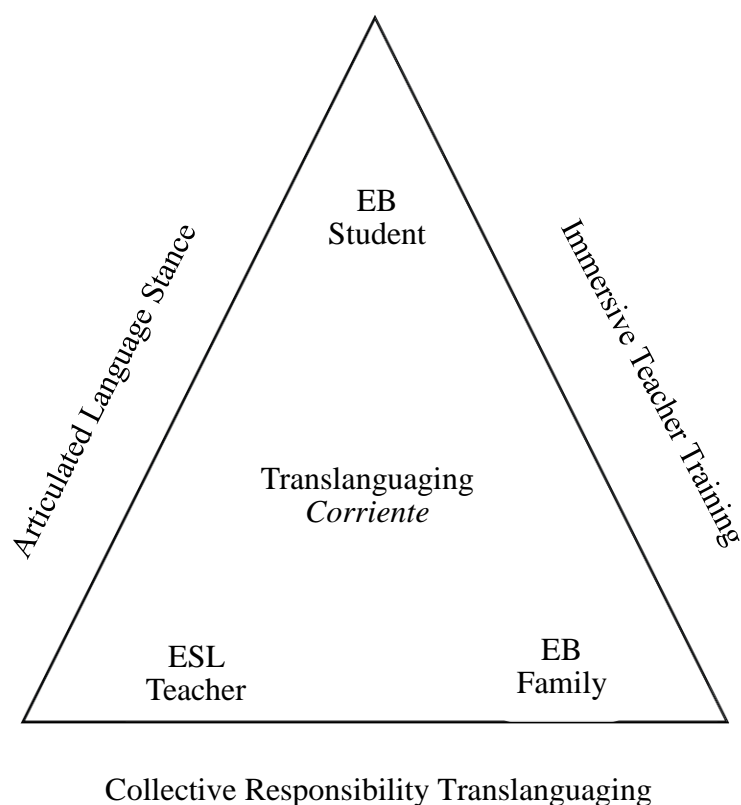 EB
Student
Articulated Language Stance
Immersive Teacher Training
Translanguaging
Corriente
ESL
Teacher
EB
Family
Collective Responsibility Translanguaging